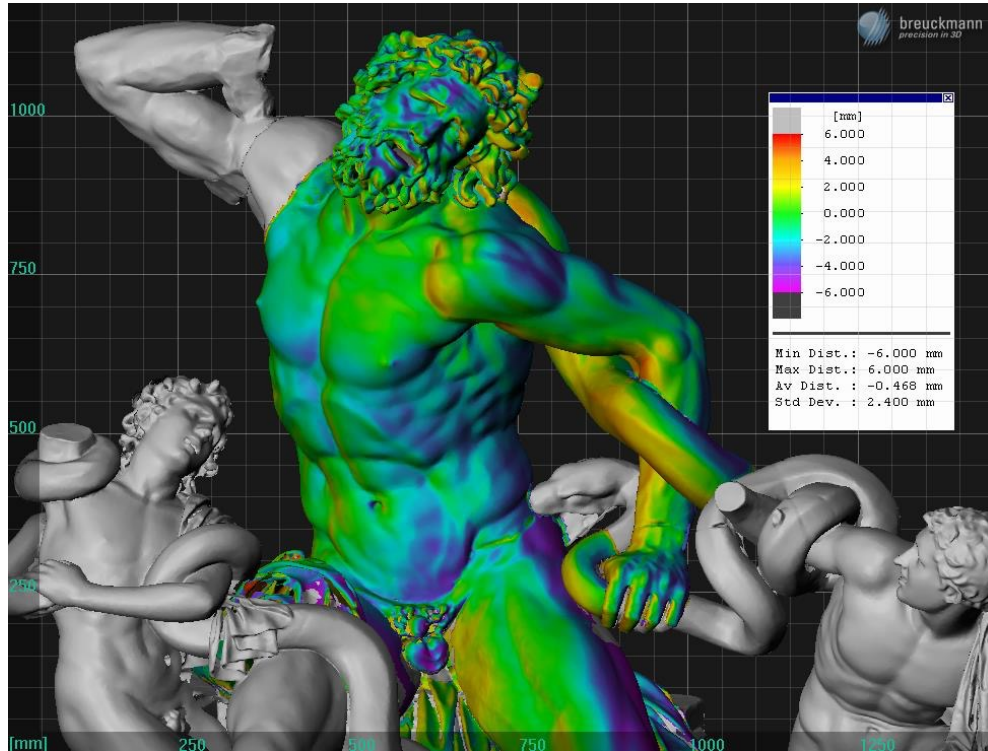 breuckmann
precision in 3D
[mm]
6.000
4.000
2.000
0.000
-2.000
-4.000
-6.000
Min Dist.: -6.000 mm
Max Dist.: 6.000 mm
Av Dist. : -0.468 mm
Std Dev. : 2.400 mm
1000
750
500
250
[mm]
250
500
750
1000
1250